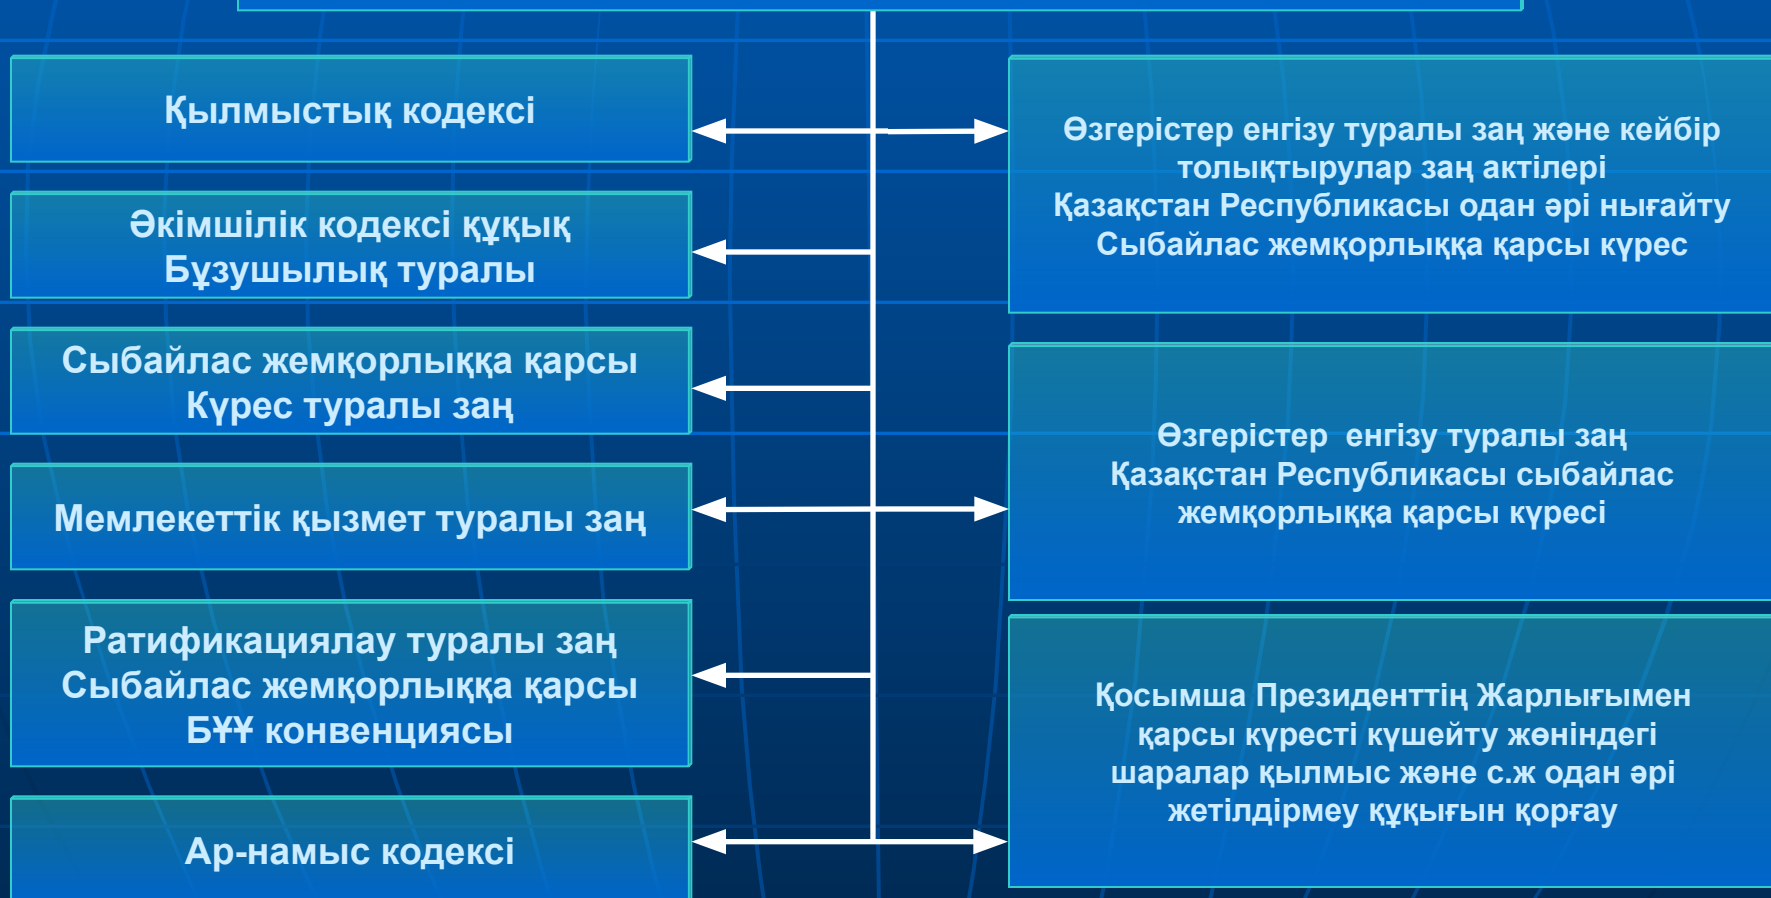 Қылмыстық кодексі
Әкімшілік кодексі құқық
Бұзушылық туралы
Сыбайлас жемқорлыққа қарсы
Күрес туралы заң
Мемлекеттік қызмет туралы заң
Ратификациялау туралы заң
Сыбайлас жемқорлыққа қарсы
БҰҰ конвенциясы
Ар-намыс кодексі
Өзгерістер енгізу туралы заң және кейбір
толықтырулар заң актілері
Қазақстан Республикасы одан әрі нығайту
Сыбайлас жемқорлыққа қарсы күрес
Өзгерістер енгізу туралы заң
Қазақстан Республикасы сыбайлас
жемқорлыққа қарсы күресі
Қосымша Президенттің Жарлығымен
қарсы күресті күшейту жөніндегі
шаралар қылмыс және с.ж одан әрі
жетілдірмеу құқығын қорғау